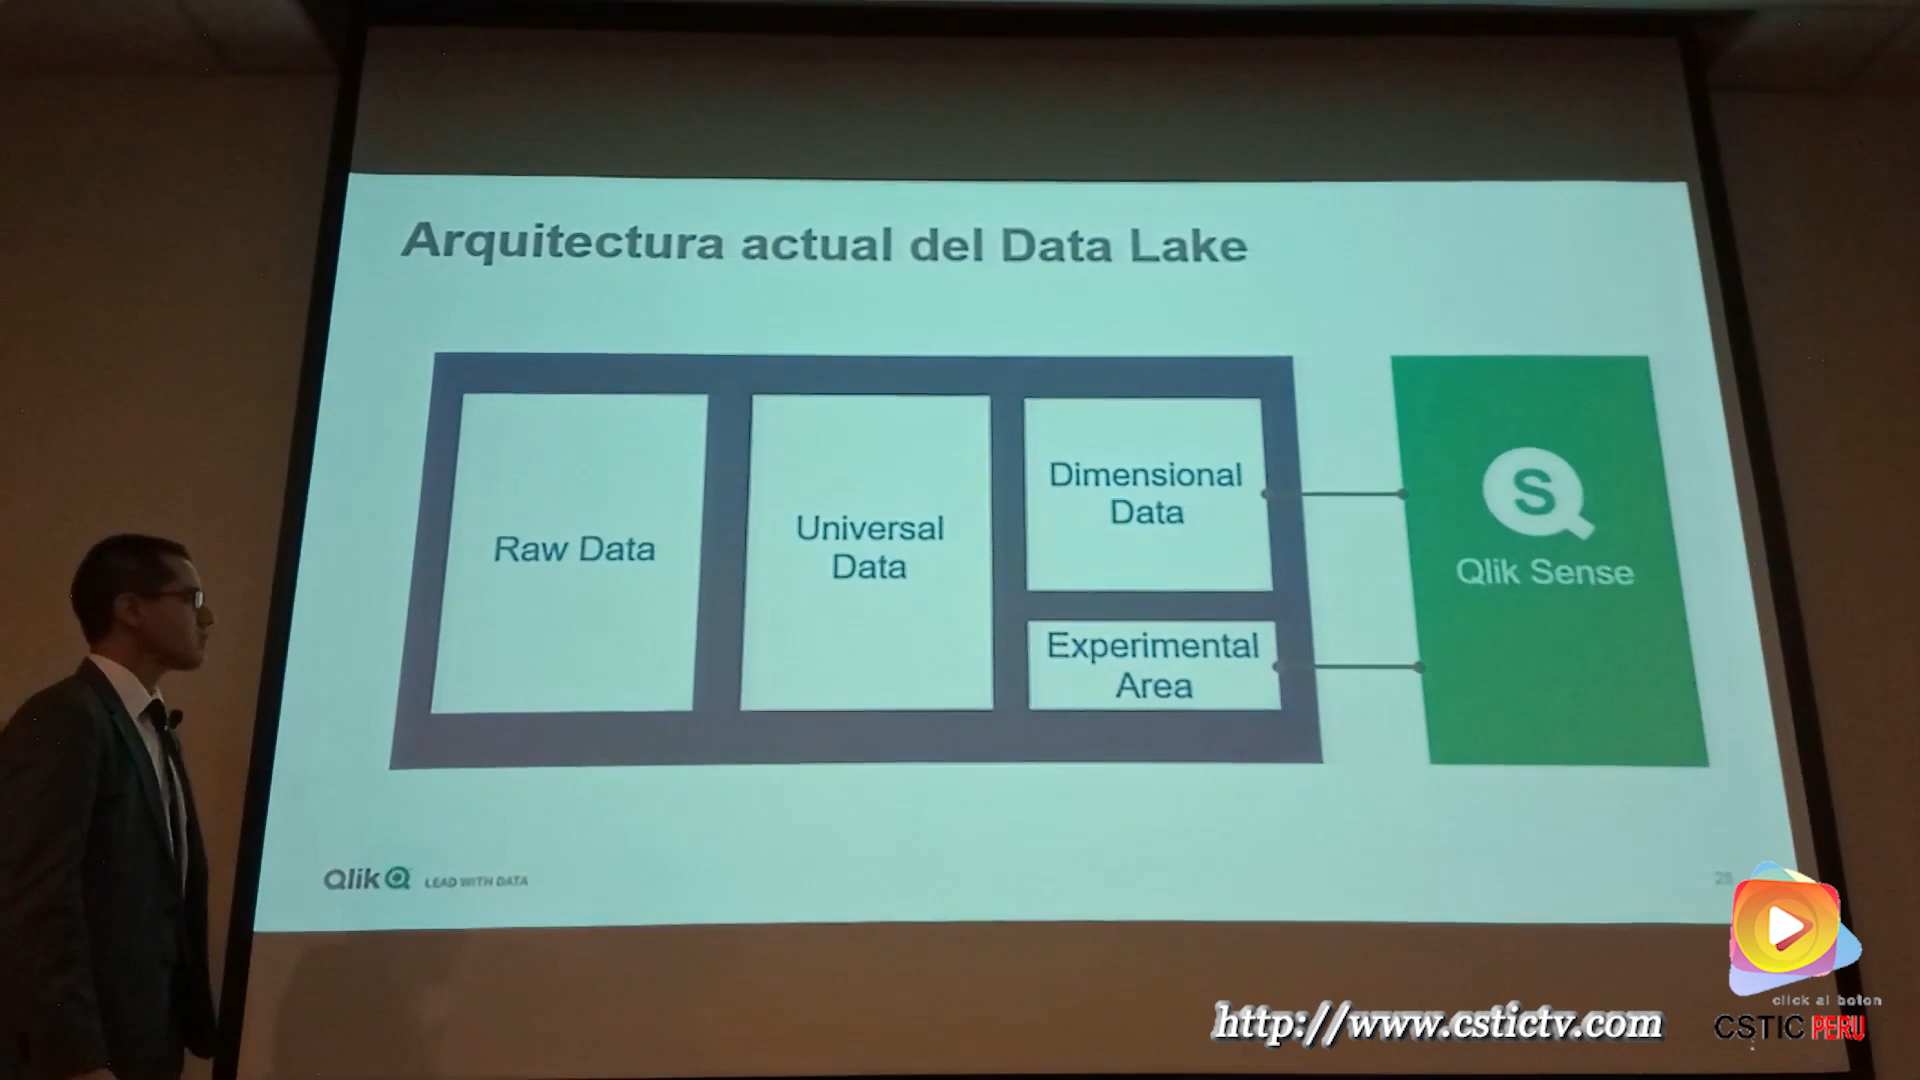 Arquitectura actual del Data Lake
Raw Data
Universal
Data
Dimensional
Data
Experimental
Area
S
Qlik Sense
Qlik
LEAD WITH DATA
click al boton
http://www.cstictv.com
CSTIC PERU